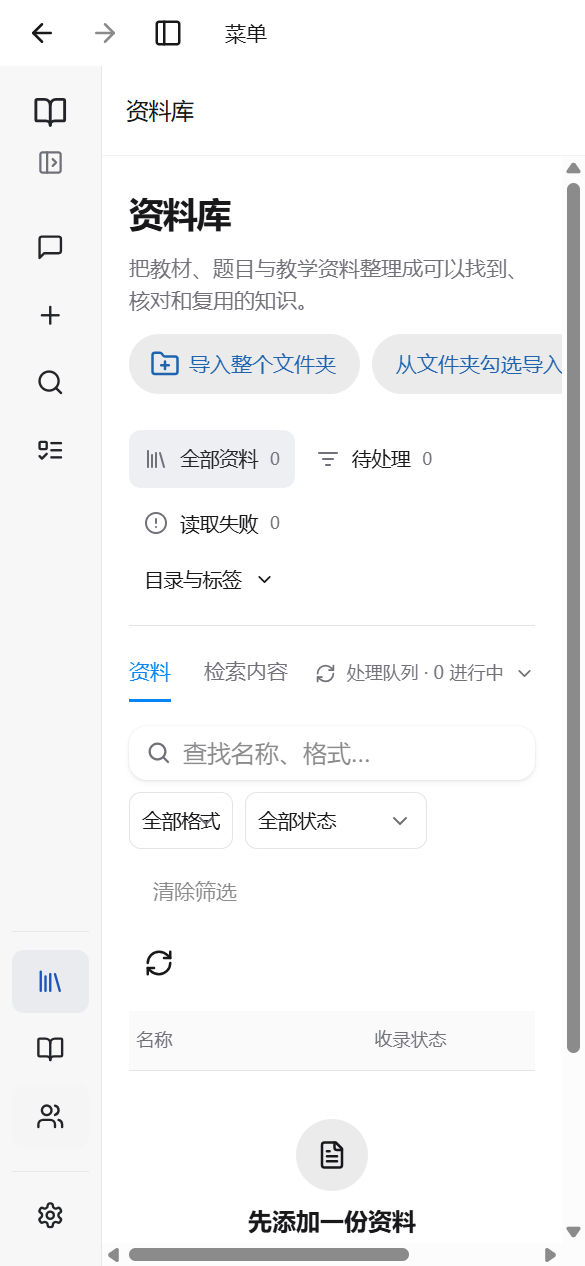 菜单
资料库
资料库
把教材、题目与教学资料整理成可以找到、
核对和复用的知识。
导入整个文件夹 从文件夹勾选导入
全部资料 0 待处理 0
读取失败 0
目录与标签
资料 检索内容 处理队列 · 0 进行中
查找名称、格式...
全部格式 全部状态
清除筛选
名称 收录状态
先添加一份资料